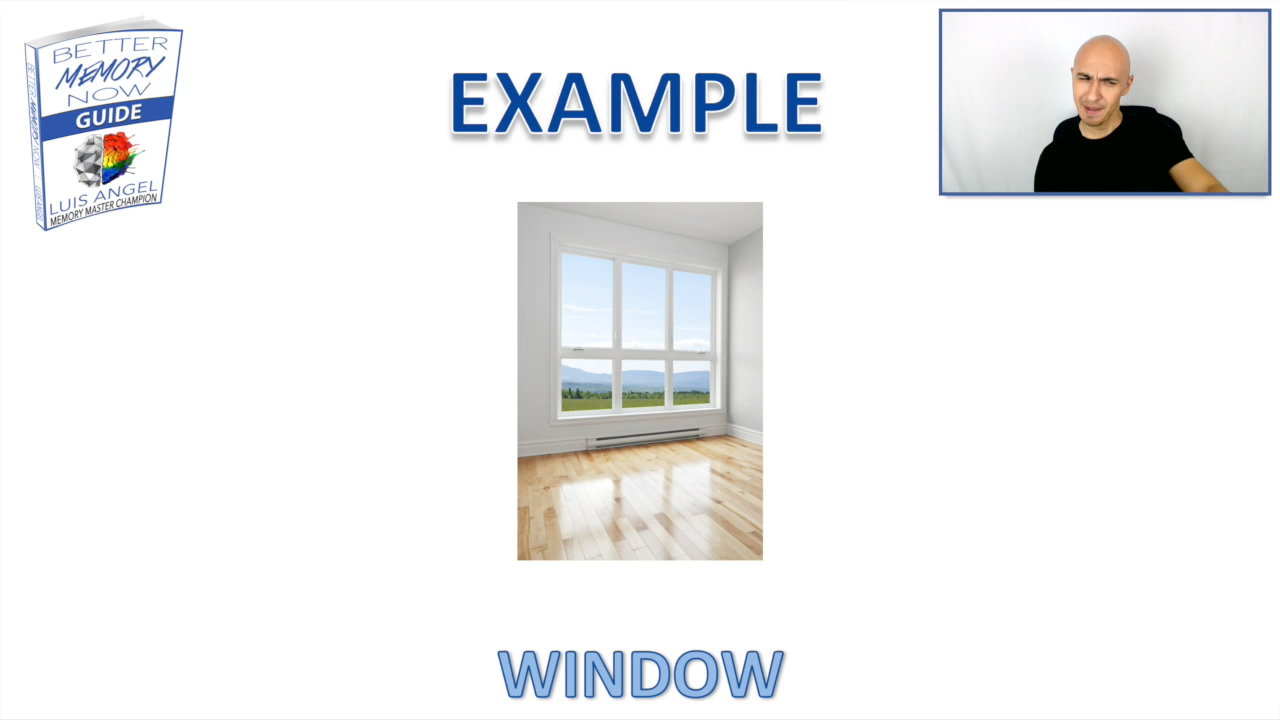 BETTER
MEMORY
NOW
GUIDE
LUIS ANGEL
MEMORY MASTER CHAMPION
EXAMPLE
WINDOW